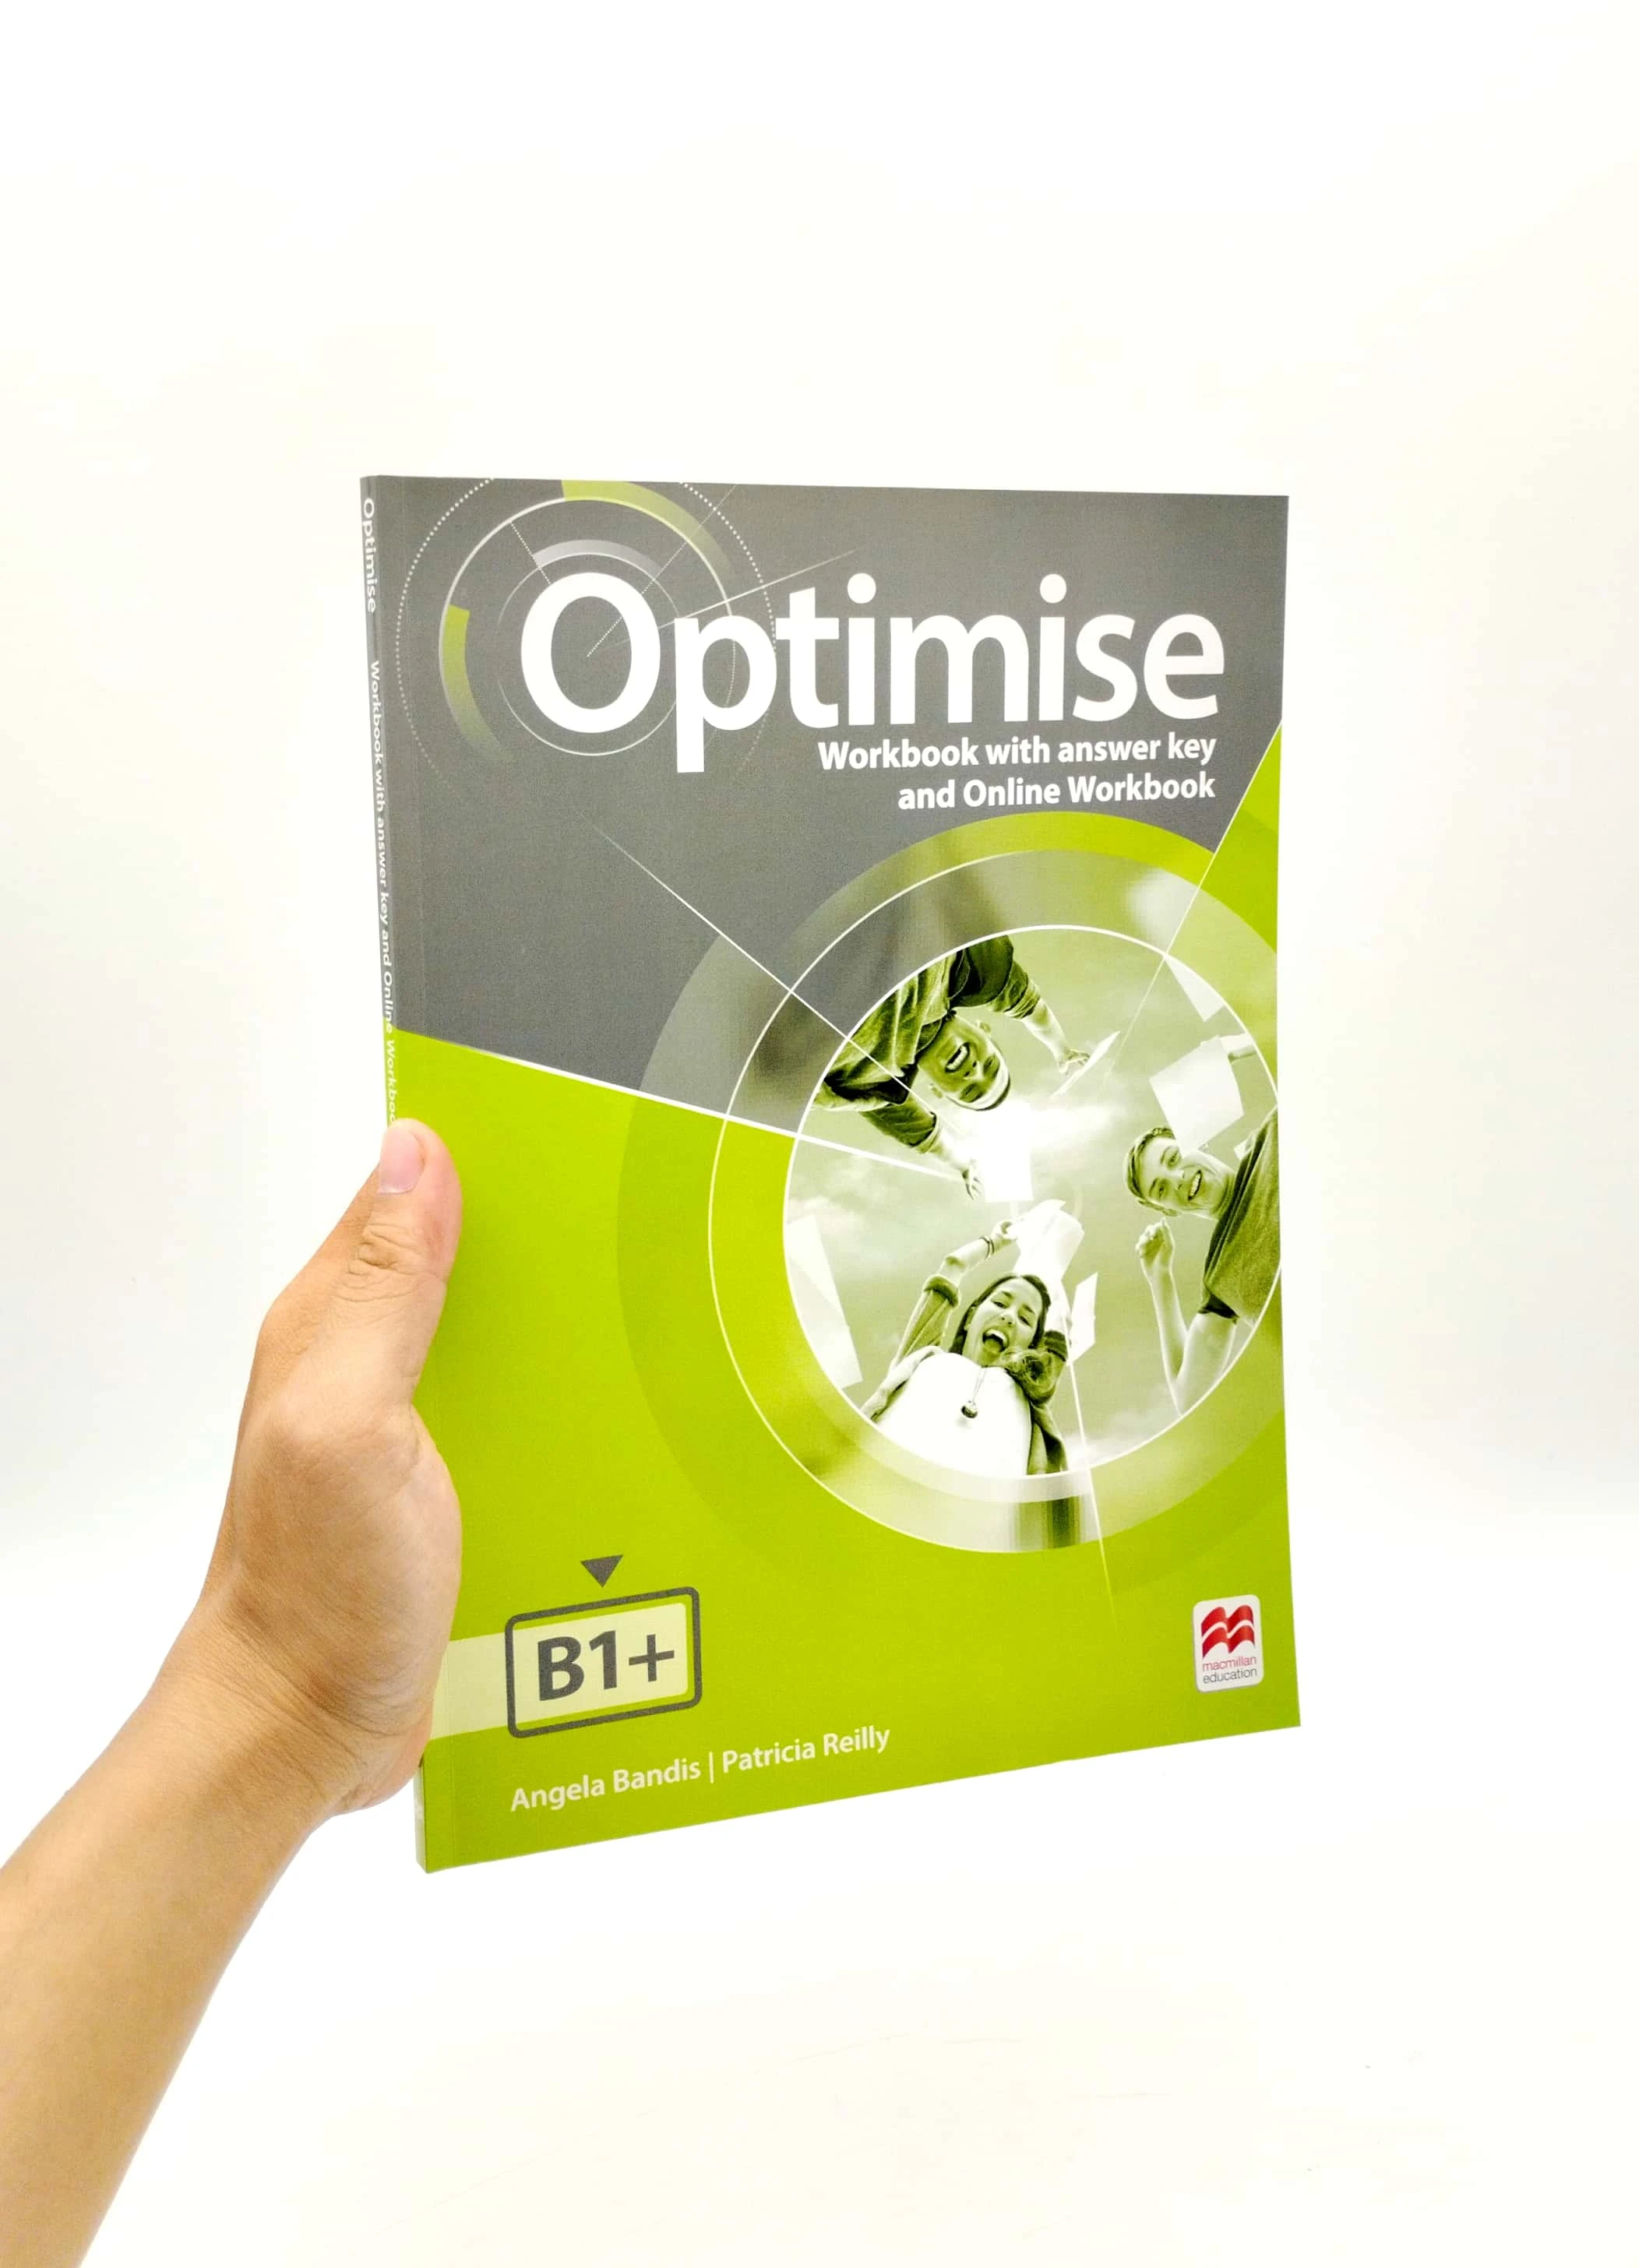 Optimise
Workbook with answer key
and Online Workbook
B1+
Angela Bandis | Patricia Reilly
macmillan
education
Optimise Workbook with answer key and Online